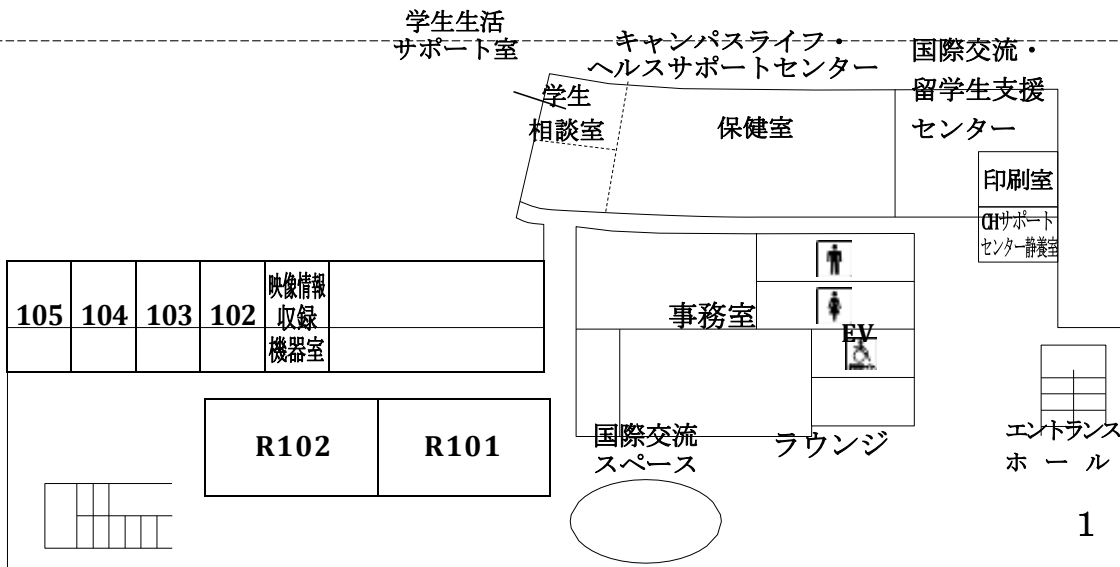 学生生活
サポート室
キャンパスライフ・
ヘルスサポートセンター
国際交流・
留学生支援
センター
学生
相談室
保健室
印刷室
CHサポート
センター静養室
105
104
103
102
映像情報
収録
機器室
事務室
EV
R102
R101
国際交流
スペース
ラウンジ
エントランス
ホール
1